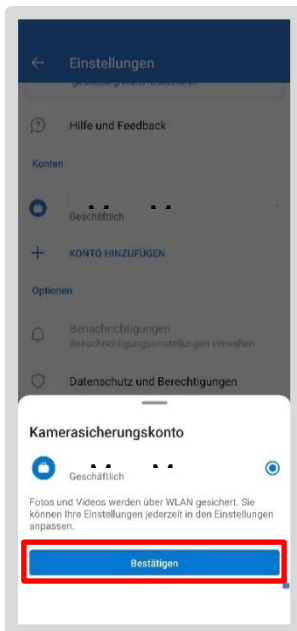 Einstellungen
Hilfe und Feedback
Konten
Geschäftlich
KONTO HINZUFÜGEN
Optionen
Benachrichtigungen
Benachrichtigungseinstellungen verwalten
Datenschutz und Berechtigungen
Kamerasicherungskonto
Geschäftlich
Fotos und Videos werden über WLAN gesichert. Sie
können Ihre Einstellungen jederzeit in den Einstellungen
anpassen.
Bestätigen